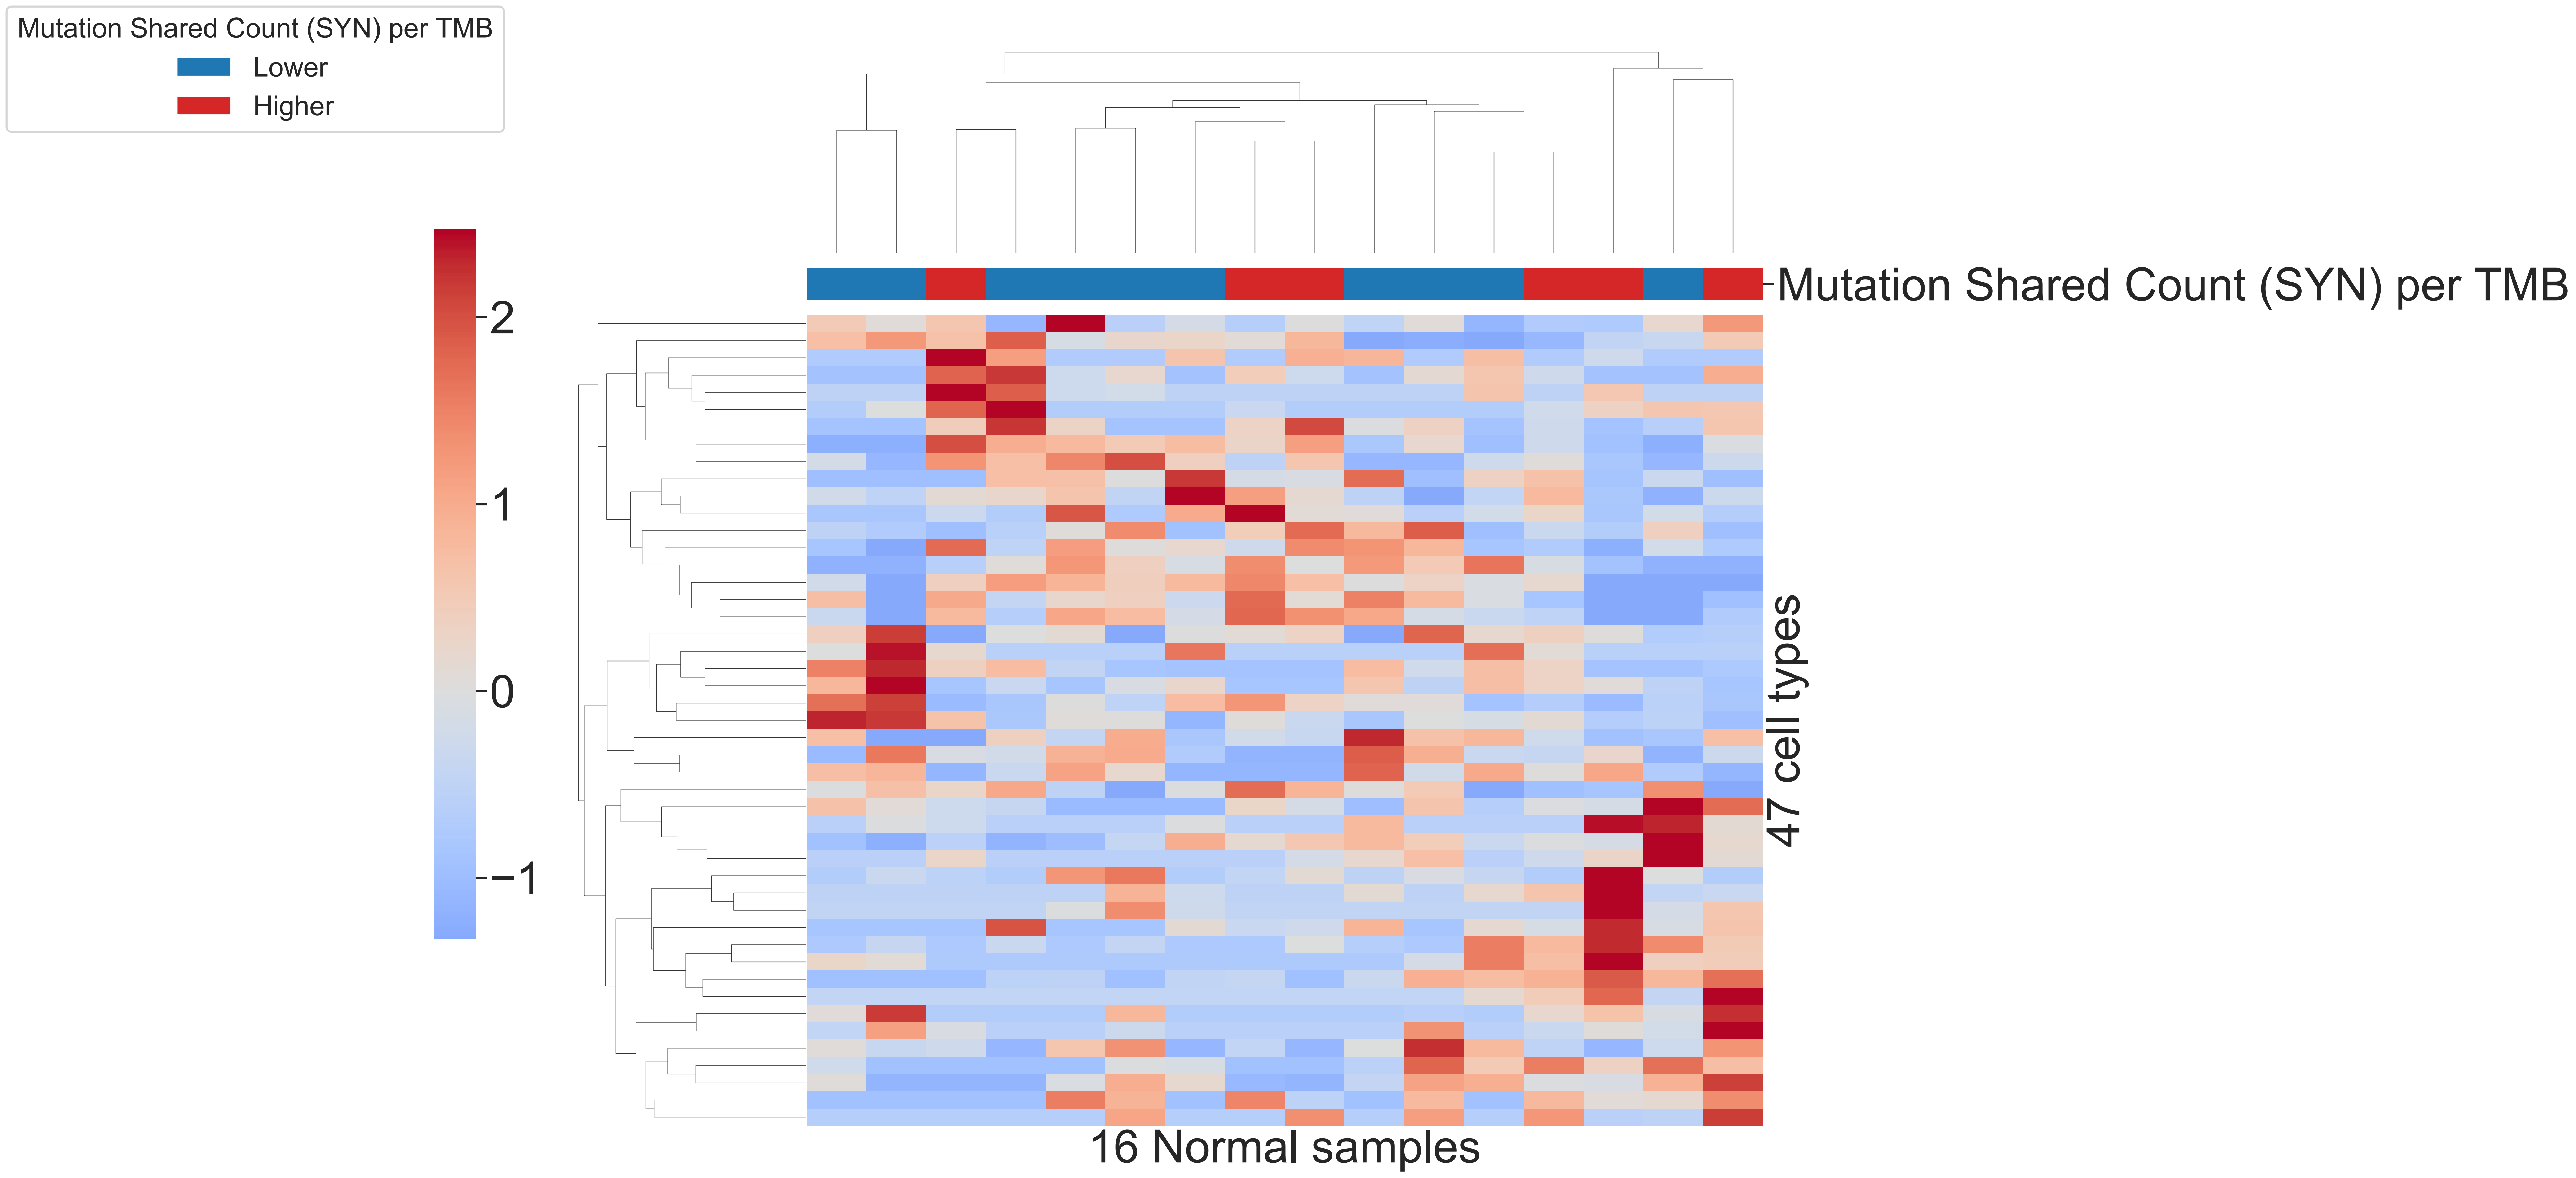 Mutation Shared Count (SYN) per TMB
Lower
Higher
Mutation Shared Count (SYN) per TMB
2
1
0
−1
47 cell types
16 Normal samples